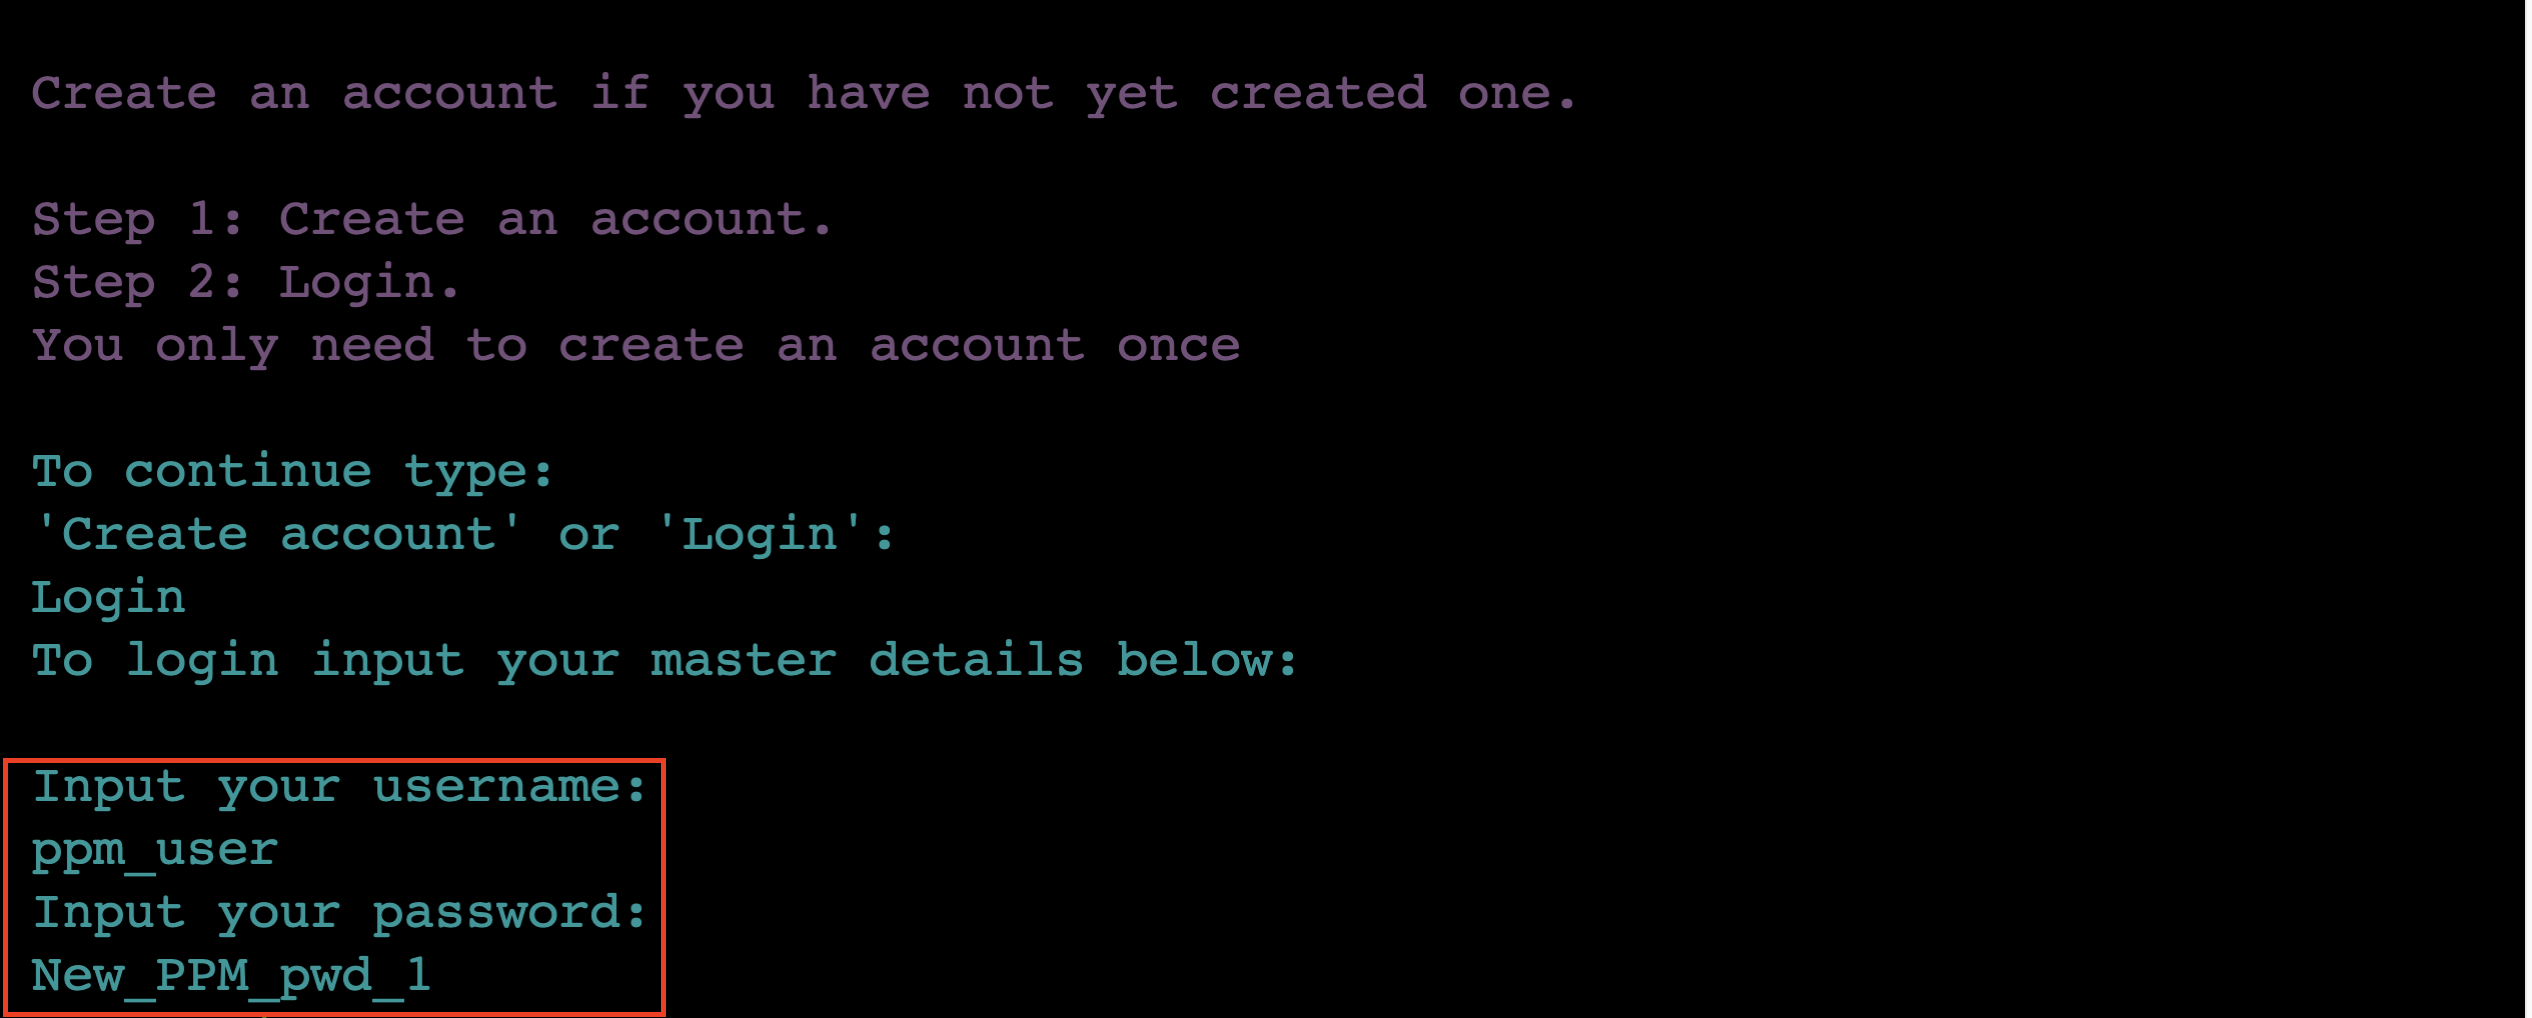 Create an account if you have not yet created one.
Step 1: Create an account.
Step 2: Login.
You only need to create an account once
To continue type:
'Create account' or 'Login':
Login
To login input your master details below:
Input your username:
ppm_user
Input your password:
New_PPM_pwd_1